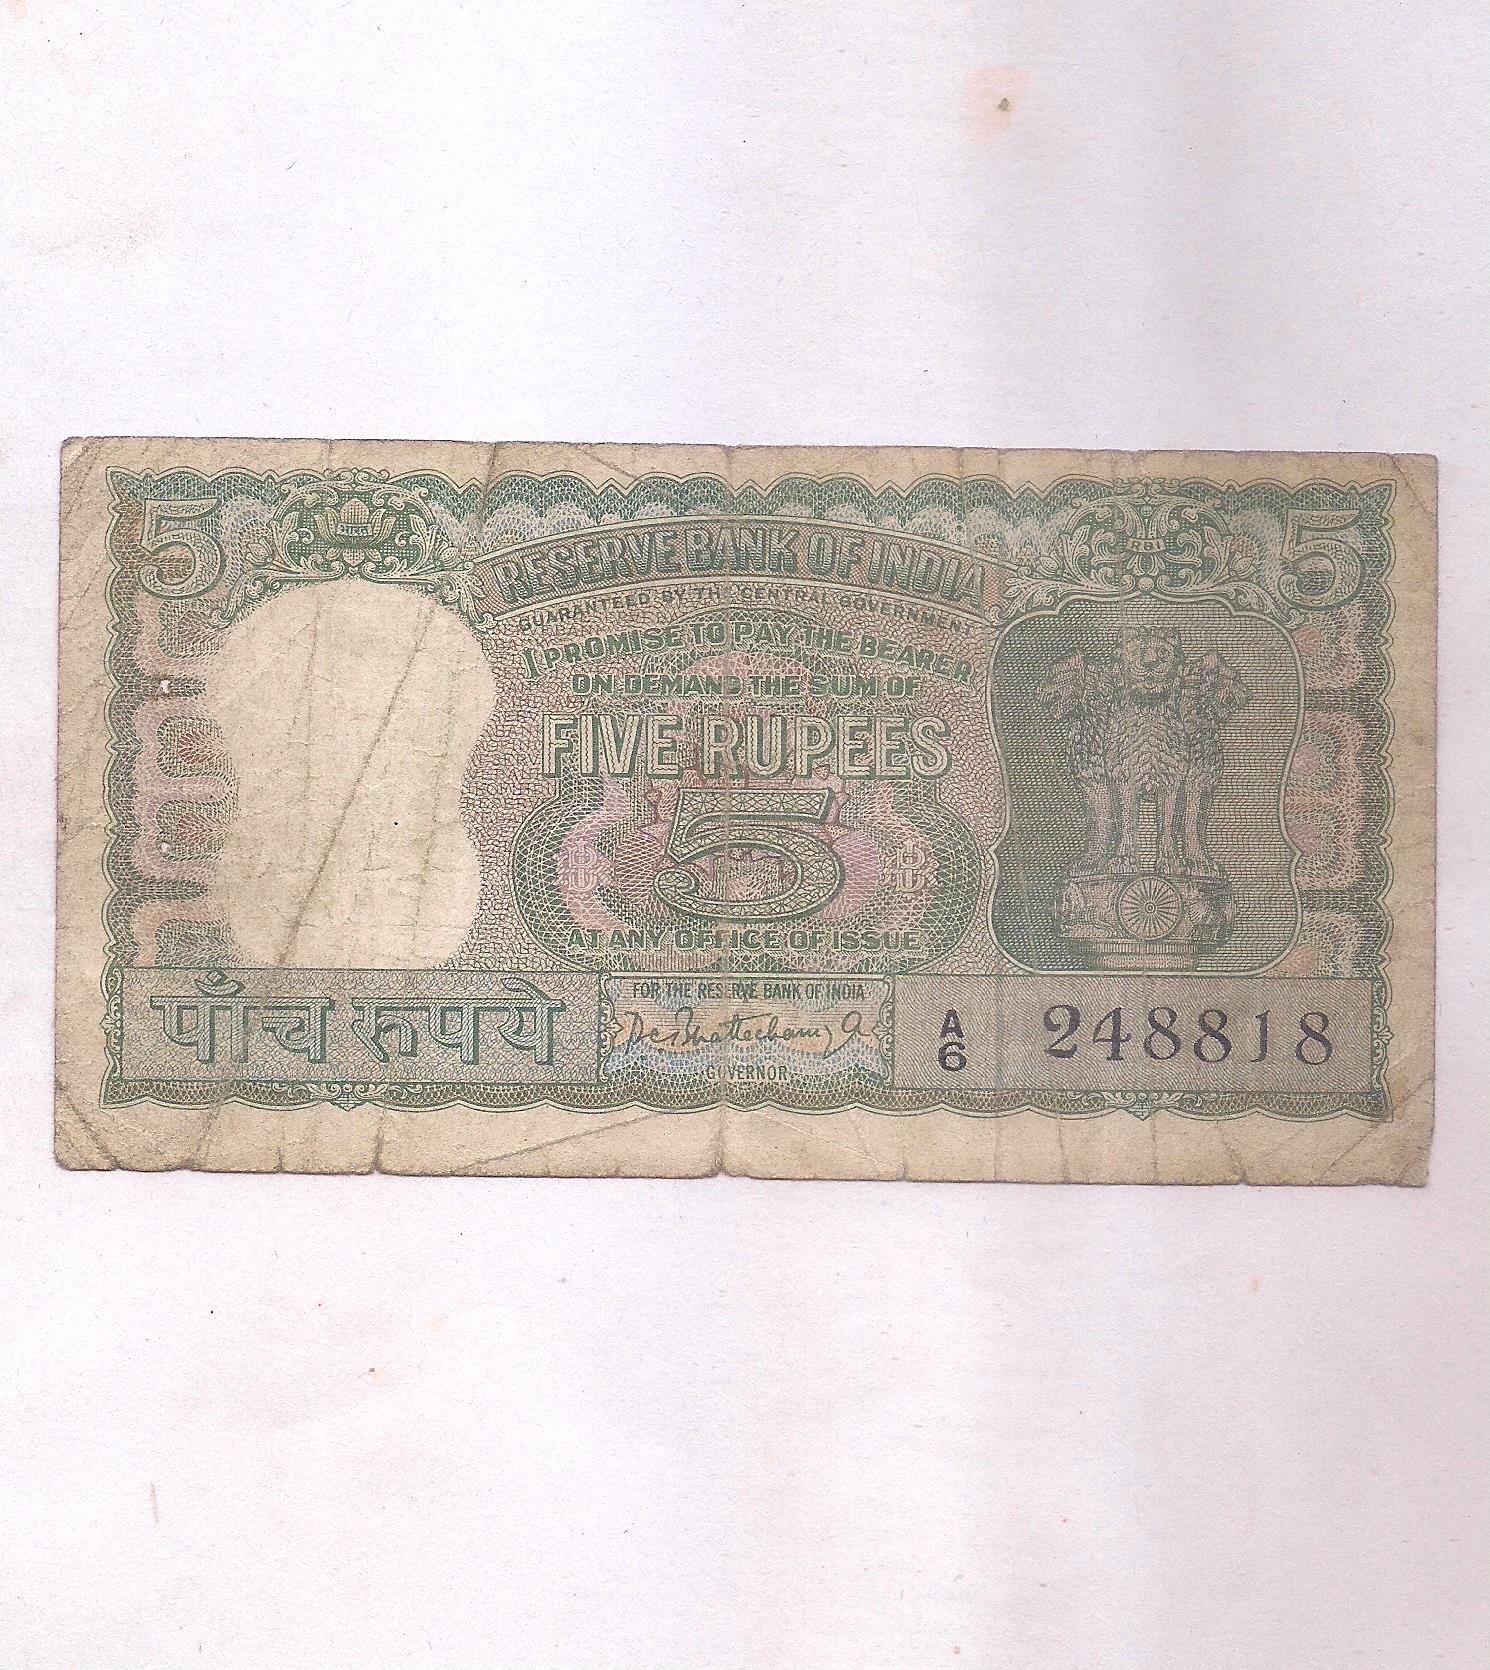 5
RBI
5
RESERVE BANK OF INDIA
GUARANTEED BY THE CENTRAL GOVERNMENT
I PROMISE TO PAY THE BEARER
ON DEMAND THE SUM OF
FIVE RUPEES
5
AT ANY OFFICE OF ISSUE
पाँच रूपये
FOR THE RESERVE BANK OF INDIA
GOVERNOR
A
6
248818